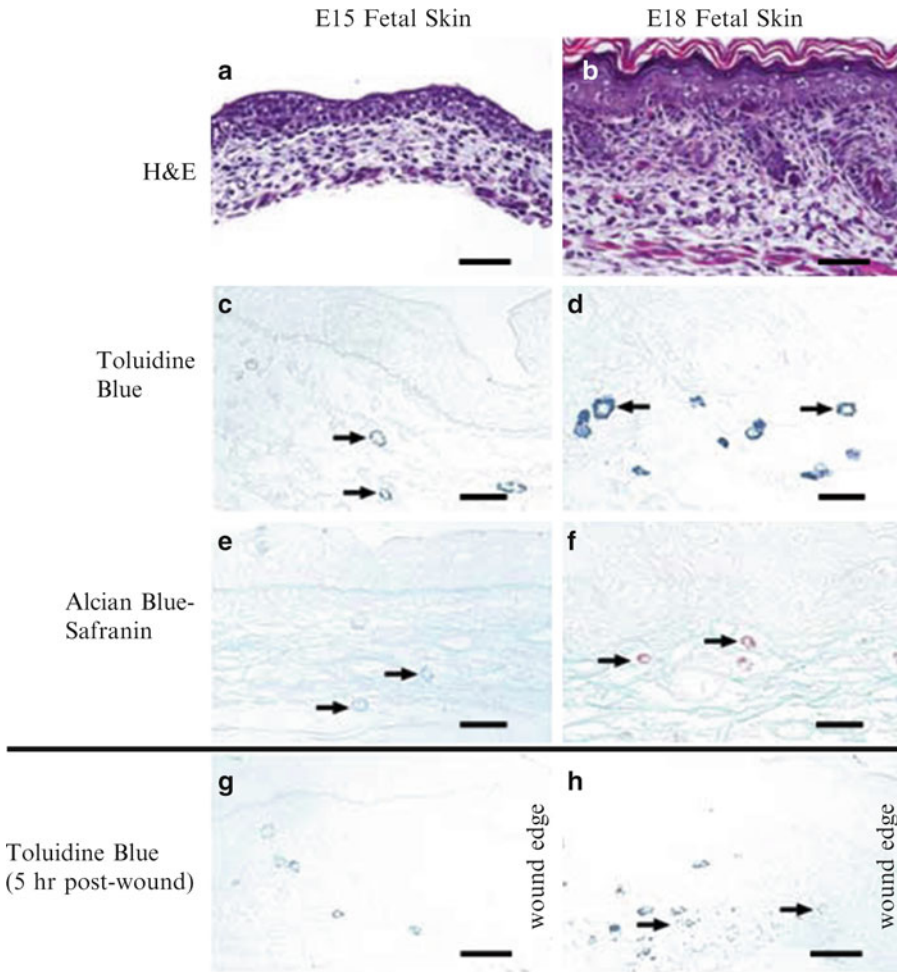 E15 Fetal Skin
E18 Fetal Skin
a
b
H&E
c
d
Toluidine
Blue
e
f
Alcian Blue-
Safranin
g
h
Toluidine Blue
(5 hr post-wound)
wound edge
wound edge